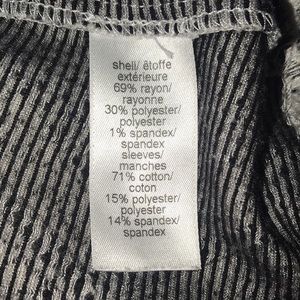 shell/ étoffe
extérieure
69% rayon/
rayonne
30% polyester/
polyester
1% spandex/
spandex
sleeves/
manches
71% cotton/
coton
15% polyester/
polyester
14% spandex/
spandex